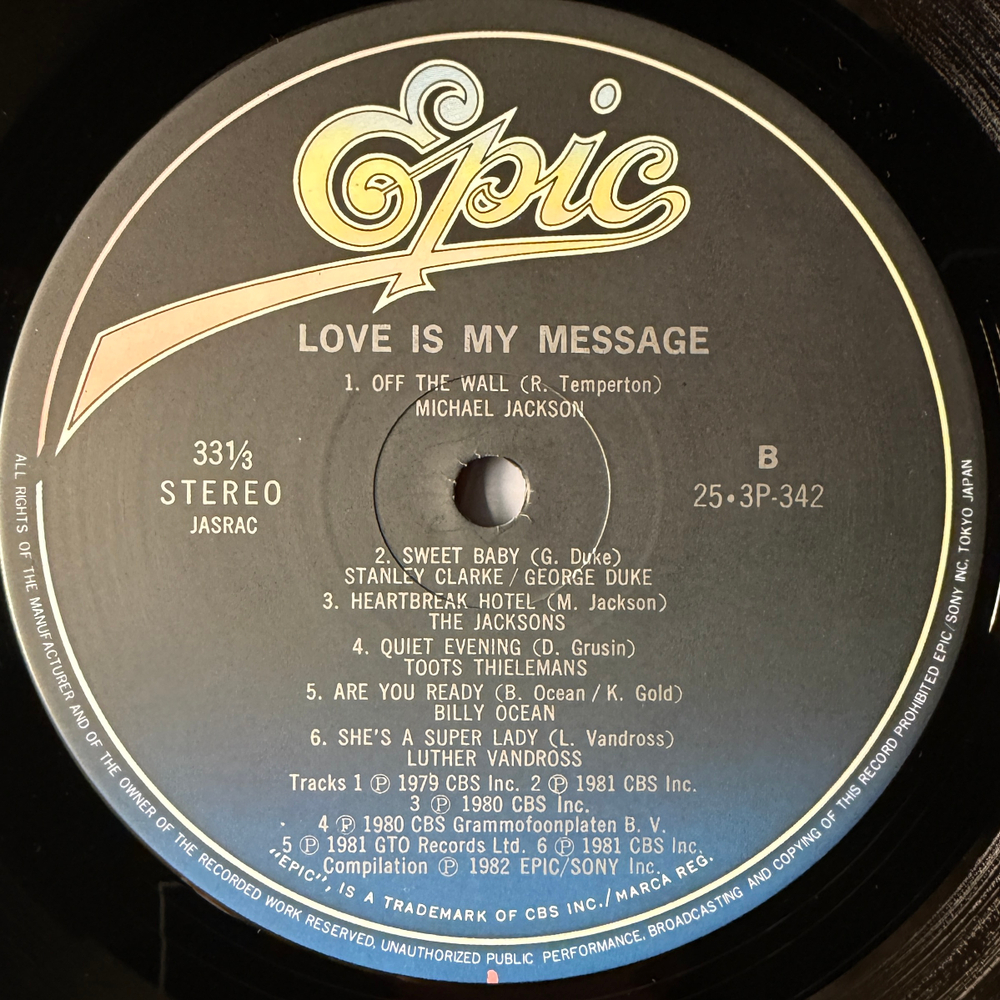 Epic
LOVE IS MY MESSAGE
1. OFF THE WALL (R. Temperton)
MICHAEL JACKSON
33⅓
STEREO
JASRAC
B
25•3P-342
2. SWEET BABY (G. Duke)
STANLEY CLARKE / GEORGE DUKE
3. HEARTBREAK HOTEL (M. Jackson)
THE JACKSONS
4. QUIET EVENING (D. Grusin)
TOOTS THIELEMANS
5. ARE YOU READY (B. Ocean / K. Gold)
BILLY OCEAN
6. SHE'S A SUPER LADY (L. Vandross)
LUTHER VANDROSS
Tracks 1 ℗ 1979 CBS Inc. 2 ℗ 1981 CBS Inc.
3 ℗ 1980 CBS Inc.
4 ℗ 1980 CBS Grammofoonplaten B. V.
5 ℗ 1981 GTO Records Ltd. 6 ℗ 1981 CBS Inc.
Compilation ℗ 1982 EPIC/SONY Inc.
"EPIC", IS A TRADEMARK OF CBS INC./MARCA REG.
ALL RIGHTS OF THE MANUFACTURER AND OF THE OWNER OF THE RECORDED WORK RESERVED. UNAUTHORIZED PUBLIC PERFORMANCE, BROADCASTING AND COPYING OF THIS RECORD PROHIBITED EPIC/SONY INC. TOKYO JAPAN